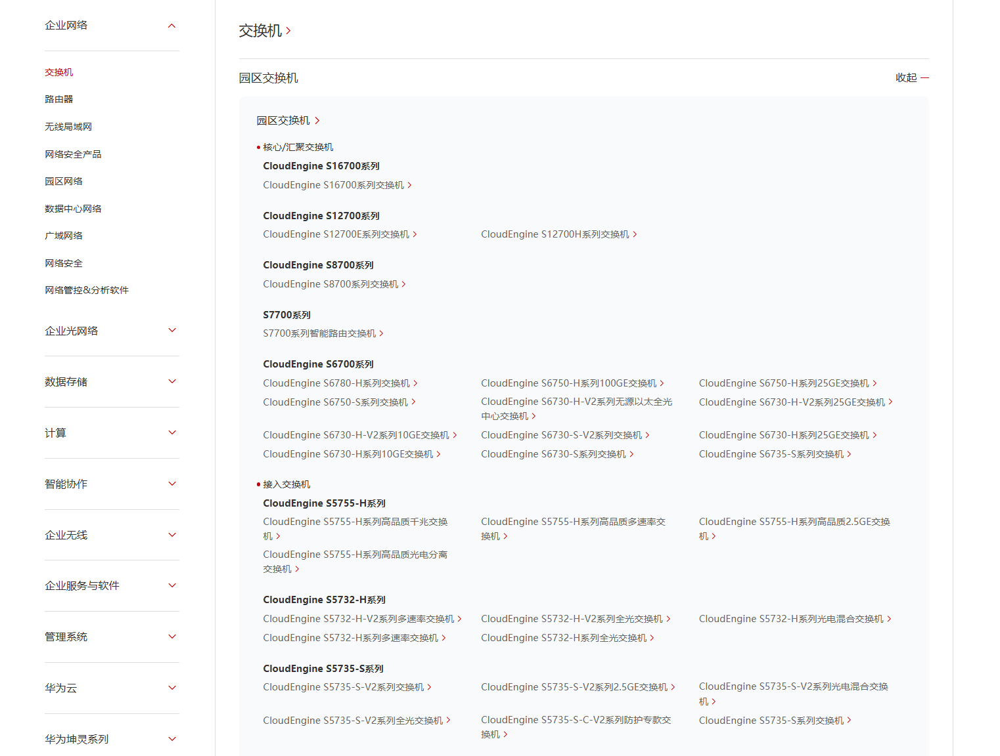 企业网络
交换机
路由器
无线局域网
网络安全产品
园区网络
数据中心网络
广域网络
网络安全
网络管控&分析软件
企业光网络
数据存储
计算
智能协作
企业无线
企业服务与软件
管理系统
华为云
华为坤灵系列
交换机
园区交换机
收起
园区交换机
核心/汇聚交换机
CloudEngine S16700系列
CloudEngine S16700系列交换机
CloudEngine S12700系列
CloudEngine S12700E系列交换机
CloudEngine S12700H系列交换机
CloudEngine S8700系列
CloudEngine S8700系列交换机
S7700系列
S7700系列智能路由交换机
CloudEngine S6700系列
CloudEngine S6780-H系列交换机
CloudEngine S6750-H系列100GE交换机
CloudEngine S6750-H系列25GE交换机
CloudEngine S6750-S系列交换机
CloudEngine S6730-H-V2系列无源以太全光
中心交换机
CloudEngine S6730-H-V2系列25GE交换机
CloudEngine S6730-H-V2系列10GE交换机
CloudEngine S6730-S-V2系列交换机
CloudEngine S6730-H系列25GE交换机
CloudEngine S6730-H系列10GE交换机
CloudEngine S6730-S系列交换机
CloudEngine S6735-S系列交换机
接入交换机
CloudEngine S5755-H系列
CloudEngine S5755-H系列高品质千兆交换
机
CloudEngine S5755-H系列高品质多速率交
换机
CloudEngine S5755-H系列高品质2.5GE交换
机
CloudEngine S5755-H系列高品质光电分离
交换机
CloudEngine S5732-H系列
CloudEngine S5732-H-V2系列多速率交换机
CloudEngine S5732-H-V2系列全光交换机
CloudEngine S5732-H系列光电混合交换机
CloudEngine S5732-H系列多速率交换机
CloudEngine S5732-H系列全光交换机
CloudEngine S5735-S系列
CloudEngine S5735-S-V2系列交换机
CloudEngine S5735-S-V2系列2.5GE交换机
CloudEngine S5735-S-V2系列光电混合交换
机
CloudEngine S5735-S-V2系列全光交换机
CloudEngine S5735-S-C-V2系列防护专款交
换机
CloudEngine S5735-S系列交换机